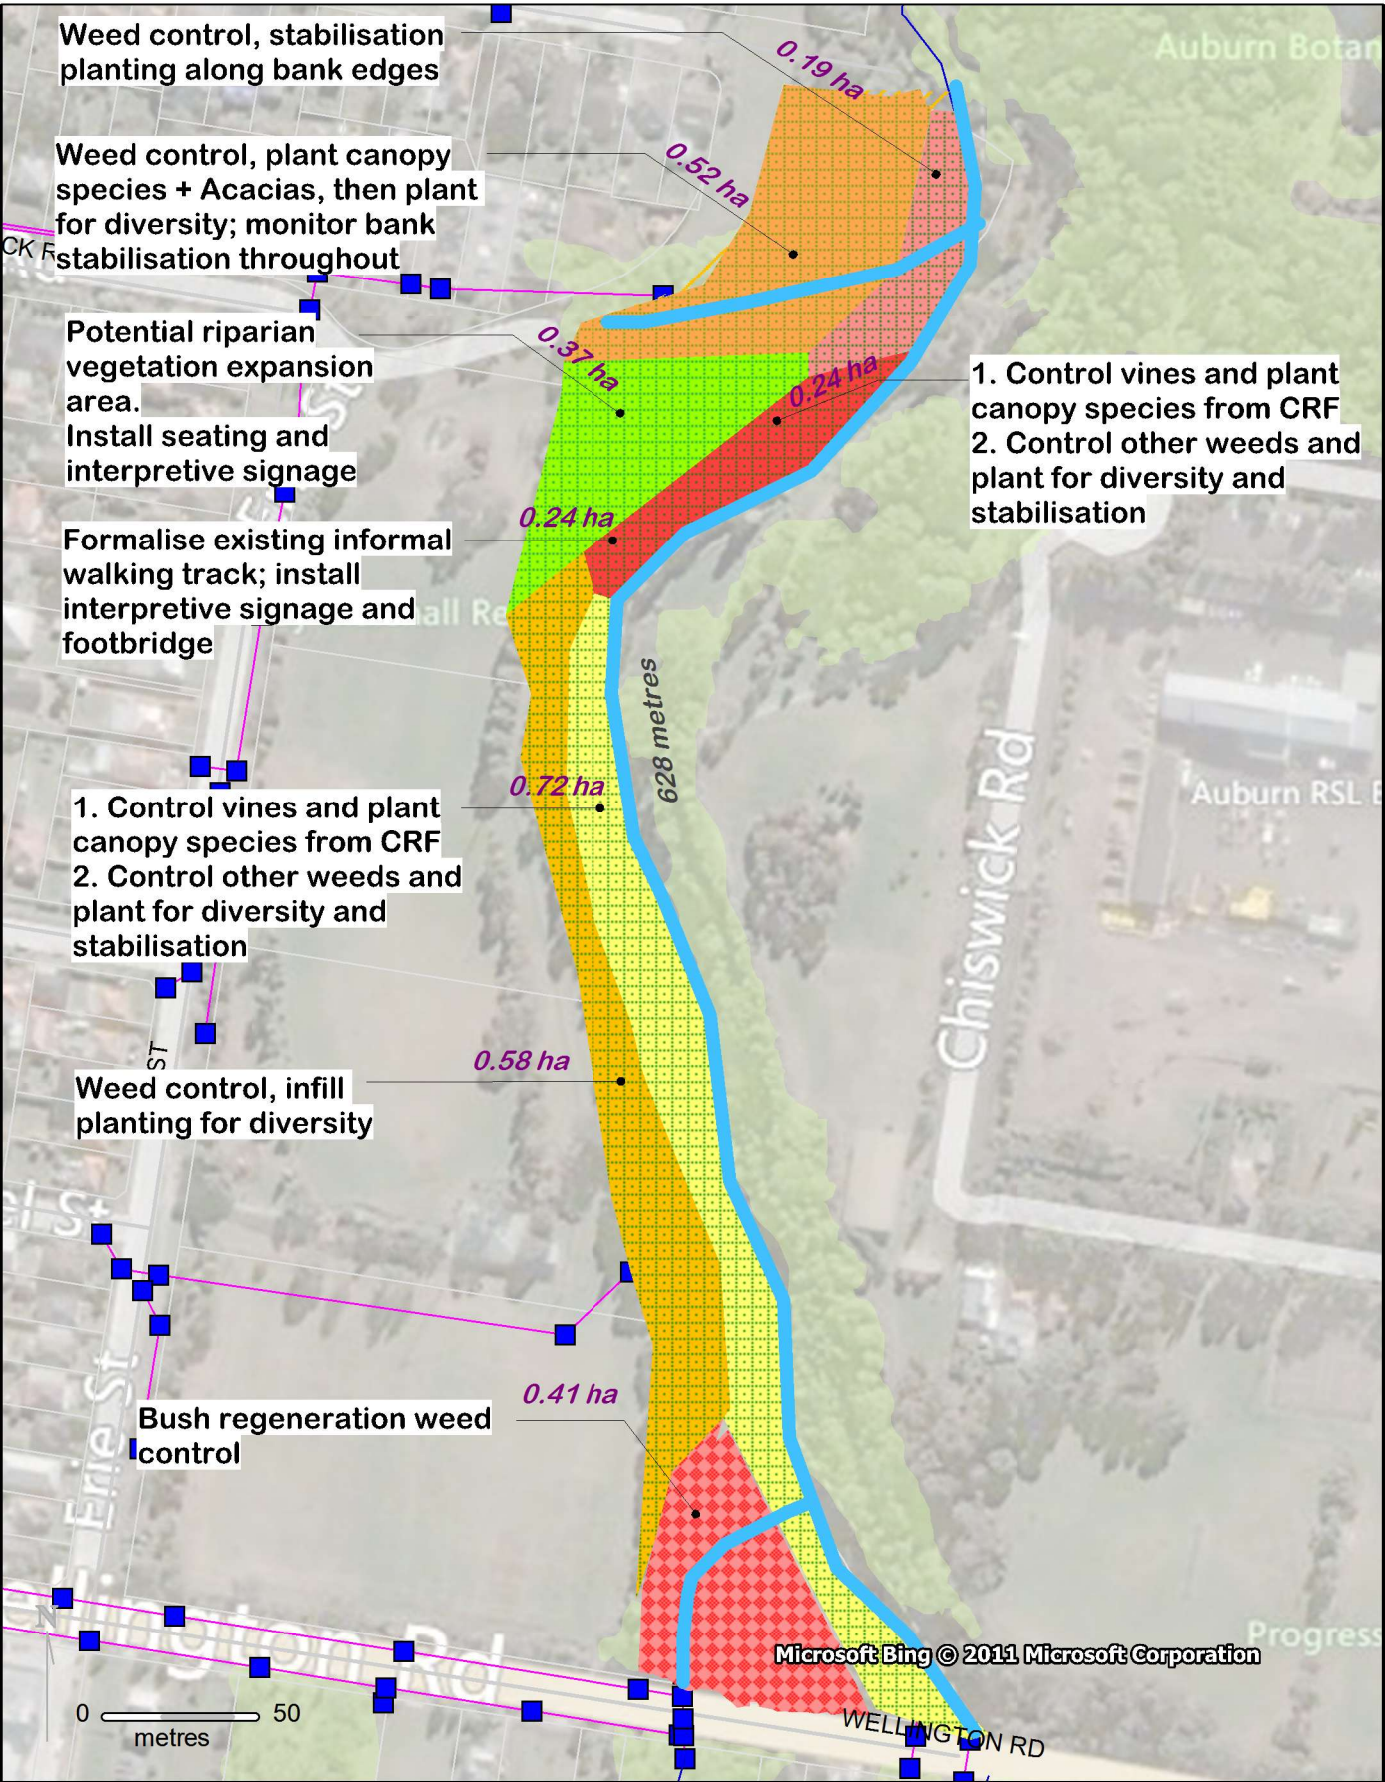 Weed control, stabilisation
planting along bank edges
0.19 ha
Auburn Botan
Weed control, plant canopy
species + Acacias, then plant
for diversity; monitor bank
stabilisation throughout
0.52 ha
CK R
Potential riparian
vegetation expansion
area.
Install seating and
interpretive signage
0.37 ha
0.24 ha
1. Control vines and plant
canopy species from CRF
2. Control other weeds and
plant for diversity and
stabilisation
St
Formalise existing informal
walking track; install
interpretive signage and
footbridge
0.24 ha
all Re
628 metres
Chiswick Rd
Auburn RSL B
1. Control vines and plant
canopy species from CRF
2. Control other weeds and
plant for diversity and
stabilisation
0.72 ha
ST
Weed control, infill
planting for diversity
0.58 ha
el St
Erie St
Bush regeneration weed
control
0.41 ha
N
llington Rd
Progress
Microsoft Bing © 2011 Microsoft Corporation
0 50
metres
WELLINGTON RD